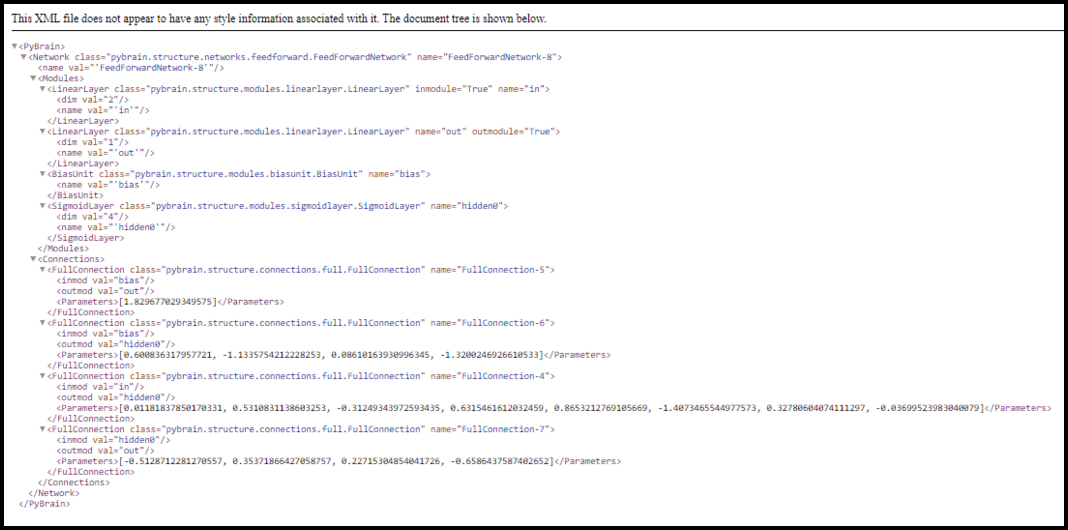 This XML file does not appear to have any style information associated with it. The document tree is shown below.
▼<PyBrain>
▼<Network class="pybrain.structure.networks.feedforward.FeedForwardNetwork" name="FeedForwardNetwork-8">
<name val="'FeedForwardNetwork-8'"/>
▼<Modules>
▼<LinearLayer class="pybrain.structure.modules.linearlayer.LinearLayer" inmodule="True" name="in">
<dim val="2"/>
<name val="'in'"/>
</LinearLayer>
▼<LinearLayer class="pybrain.structure.modules.linearlayer.LinearLayer" name="out" outmodule="True">
<dim val="1"/>
<name val="'out'"/>
</LinearLayer>
▼<BiasUnit class="pybrain.structure.modules.biasunit.BiasUnit" name="bias">
<name val="'bias'"/>
</BiasUnit>
▼<SigmoidLayer class="pybrain.structure.modules.sigmoidlayer.SigmoidLayer" name="hidden0">
<dim val="4"/>
<name val="'hidden0'"/>
</SigmoidLayer>
</Modules>
▼<Connections>
▼<FullConnection class="pybrain.structure.connections.full.FullConnection" name="FullConnection-5">
<inmod val="bias"/>
<outmod val="out"/>
<Parameters>[1.829677029349575]</Parameters>
</FullConnection>
▼<FullConnection class="pybrain.structure.connections.full.FullConnection" name="FullConnection-6">
<inmod val="bias"/>
<outmod val="hidden0"/>
<Parameters>[0.600836317957721, -1.1335754212228253, 0.08610163930996345, -1.3200246926610533]</Parameters>
</FullConnection>
▼<FullConnection class="pybrain.structure.connections.full.FullConnection" name="FullConnection-4">
<inmod val="in"/>
<outmod val="hidden0"/>
<Parameters>[0.01181837850170331, 0.5310831138603253, -0.31249343972593435, 0.6315461612032459, 0.8653212769105669, -1.4073465544977573, 0.32780604074111297, -0.03699523983040079]</Parameters>
</FullConnection>
▼<FullConnection class="pybrain.structure.connections.full.FullConnection" name="FullConnection-7">
<inmod val="hidden0"/>
<outmod val="out"/>
<Parameters>[-0.5128712281270557, 0.35371866427058757, 0.22715304854041726, -0.6586437587402652]</Parameters>
</FullConnection>
</Connections>
</Network>
</PyBrain>